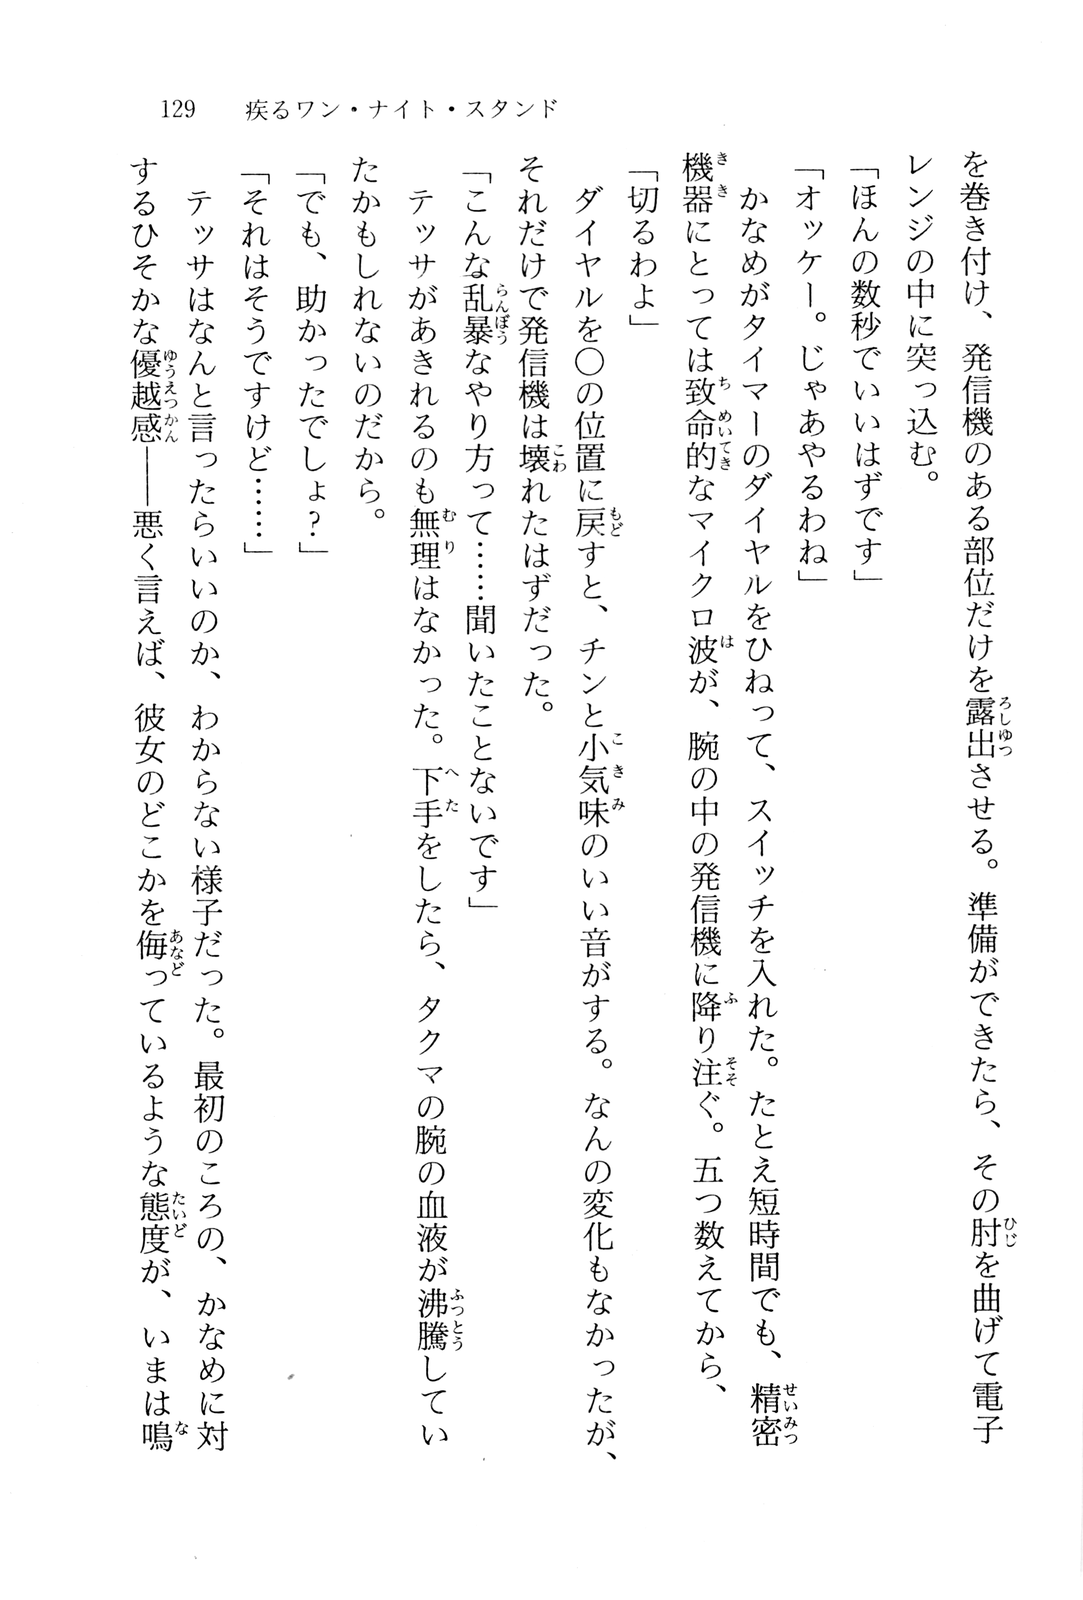 129　疾るワン・ナイト・スタンド
を巻き付け、発信機のある部位だけを露出させる。準備ができたら、その肘を曲げて電子
レンジの中に突っ込む。
「ほんの数秒でいいはずです」
「オッケー。じゃあやるわね」
　かなめがタイマーのダイヤルをひねって、スイッチを入れた。たとえ短時間でも、精密
機器にとっては致命的なマイクロ波が、腕の中の発信機に降り注ぐ。五つ数えてから、
「切るわよ」
　ダイヤルを〇の位置に戻すと、チンと小気味のいい音がする。なんの変化もなかったが、
それだけで発信機は壊れたはずだった。
「こんな乱暴なやり方って……聞いたことないです」
　テッサがあきれるのも無理はなかった。下手をしたら、タクマの腕の血液が沸騰してい
たかもしれないのだから。
「でも、助かったでしょ？」
「それはそうですけど……」
　テッサはなんと言ったらいいのか、わからない様子だった。最初のころの、かなめに対
するひそかな優越感――悪く言えば、彼女のどこかを侮っているような態度が、いまは鳴